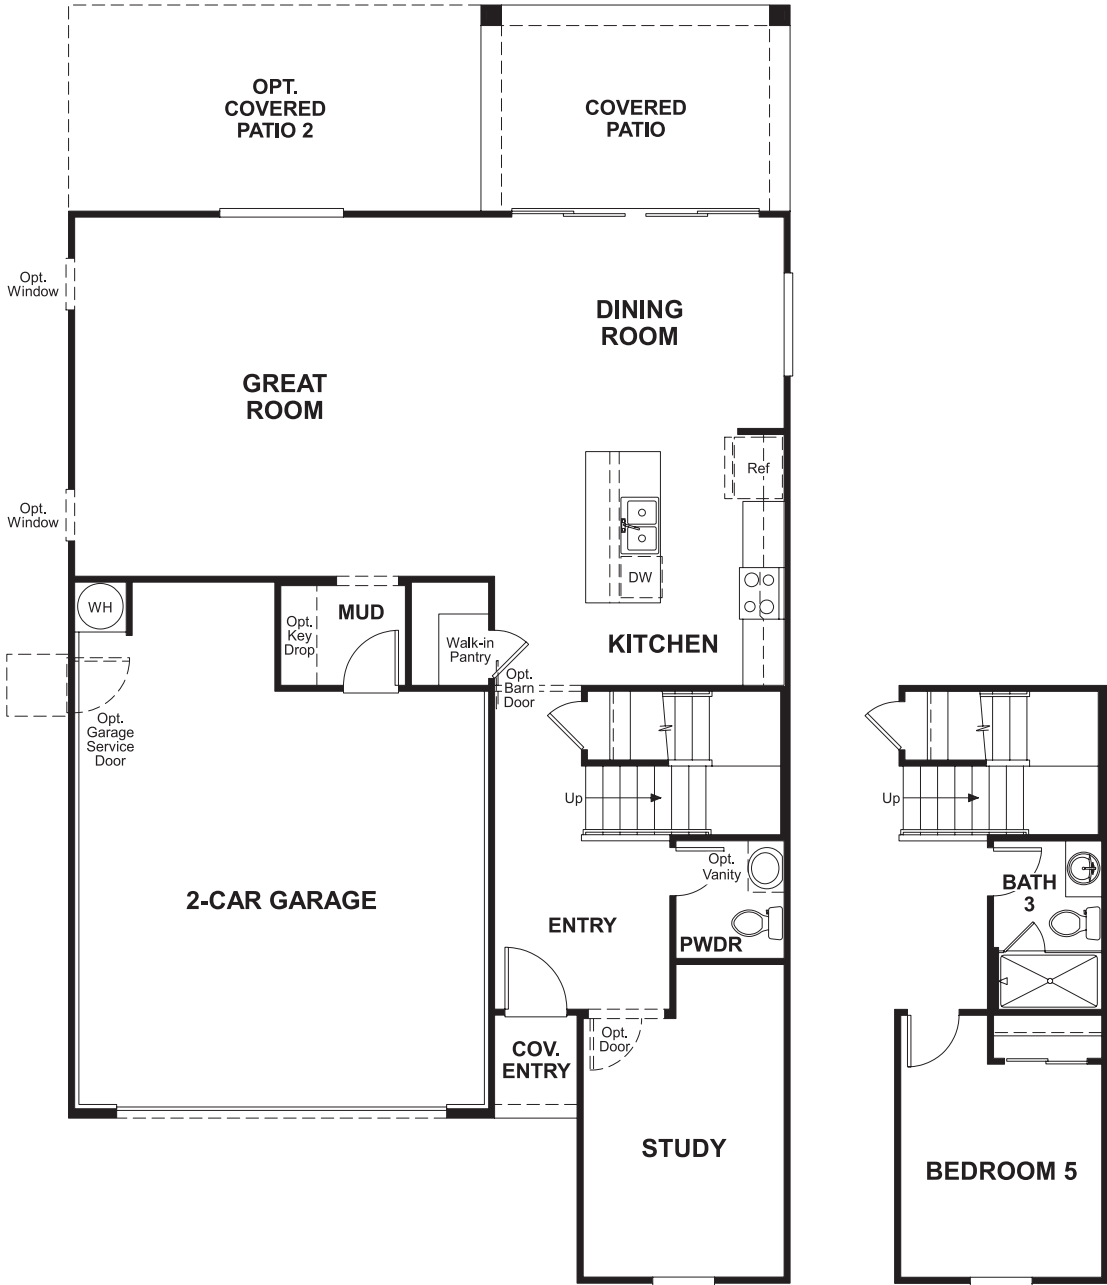 OPT.
COVERED
PATIO 2
COVERED
PATIO
Opt.
Window
DINING
ROOM
GREAT
ROOM
Ref
Opt.
Window
DW
WH
Opt.
Key
Drop
MUD
Walk-in
Pantry
KITCHEN
Opt.
Barn
Door
Opt.
Garage
Service
Door
Up
Up
Opt.
Vanity
BATH
3
2-CAR GARAGE
ENTRY
PWDR
Opt.
Door
COV.
ENTRY
STUDY
BEDROOM 5